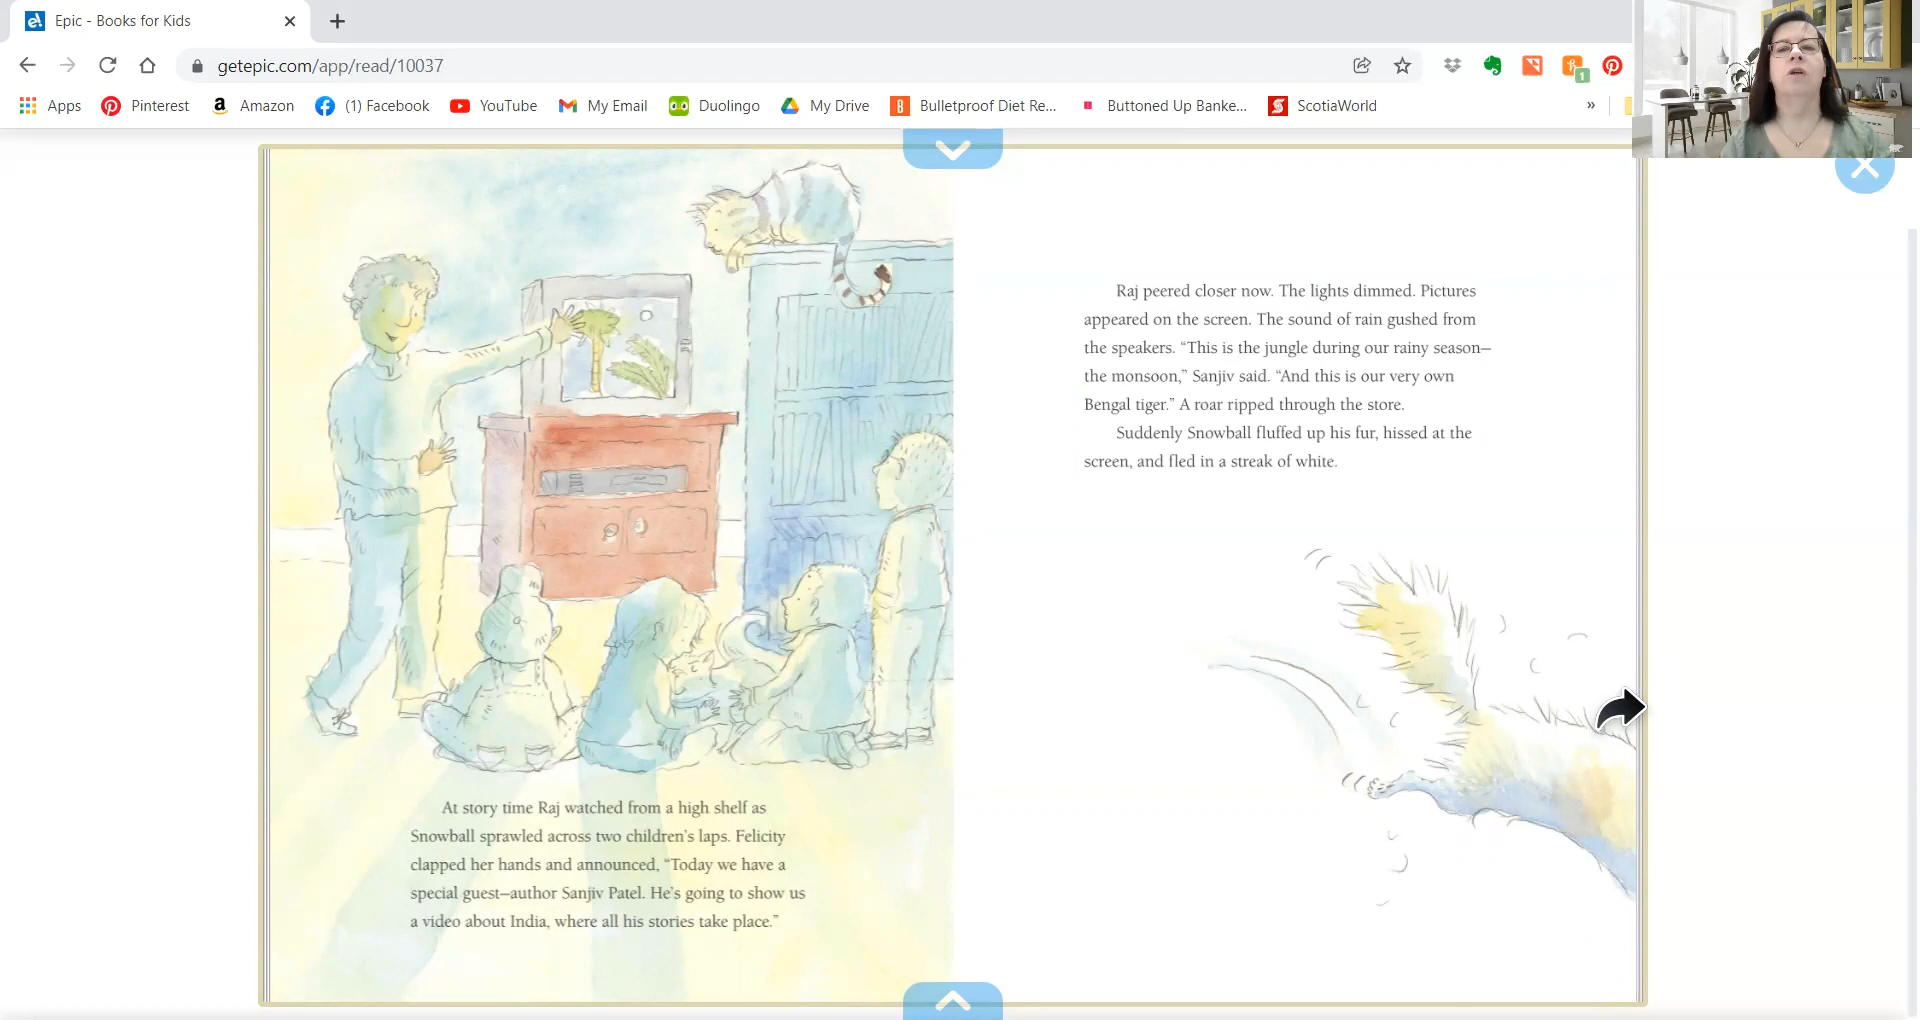 Epic - Books for Kids
getepic.com/app/read/10037
1
Apps Pinterest Amazon (1) Facebook YouTube My Email Duolingo My Drive Bulletproof Diet Re... Buttoned Up Banke... ScotiaWorld »
At story time Raj watched from a high shelf as
Snowball sprawled across two children's laps. Felicity
clapped her hands and announced, “Today we have a
special guest—author Sanjiv Patel. He's going to show us
a video about India, where all his stories take place.”
Raj peered closer now. The lights dimmed. Pictures
appeared on the screen. The sound of rain gushed from
the speakers. “This is the jungle during our rainy season—
the monsoon,” Sanjiv said. “And this is our very own
Bengal tiger.” A roar ripped through the store.
Suddenly Snowball fluffed up his fur, hissed at the
screen, and fled in a streak of white.